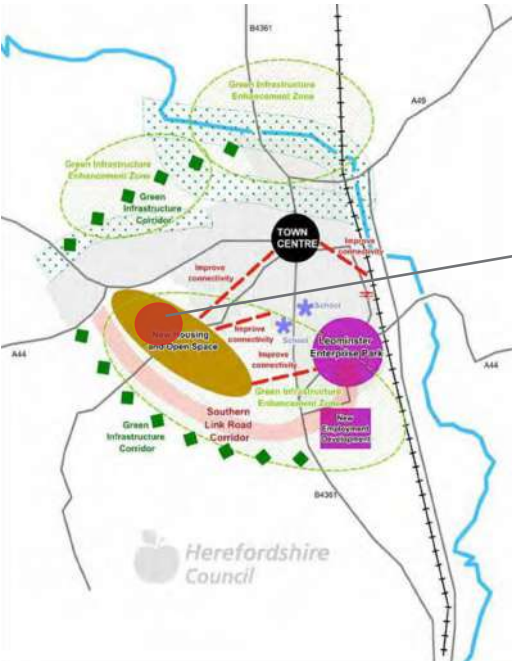 B4361
Green Infrastructure
Enhancement Zone
A49
Green Infrastructure
Enhancement Zone
Green
Infrastructure
Corridor
TOWN
CENTRE
Improve
connectivity
Improve
connectivity
School
School
New Housing
and Open Space
Improve
connectivity
Improve
connectivity
Leominster
Enterprise Park
A44
A44
Green Infrastructure
Enhancement Zone
Southern
Link Road
Corridor
New
Employment
Development
Green
Infrastructure
Corridor
B4361
Herefordshire
Council